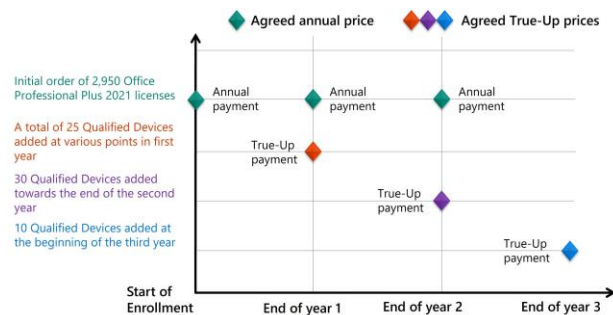 Agreed annual price
Agreed True-Up prices
Initial order of 2,950 Office
Professional Plus 2021 licenses
Annual
payment
Annual
payment
Annual
payment
A total of 25 Qualified Devices
added at various points in first
year
True-Up
payment
30 Qualified Devices added
towards the end of the second
year
True-Up
payment
10 Qualified Devices added at
the beginning of the third year
True-Up
payment
Start of
Enrollment
End of year 1
End of year 2
End of year 3